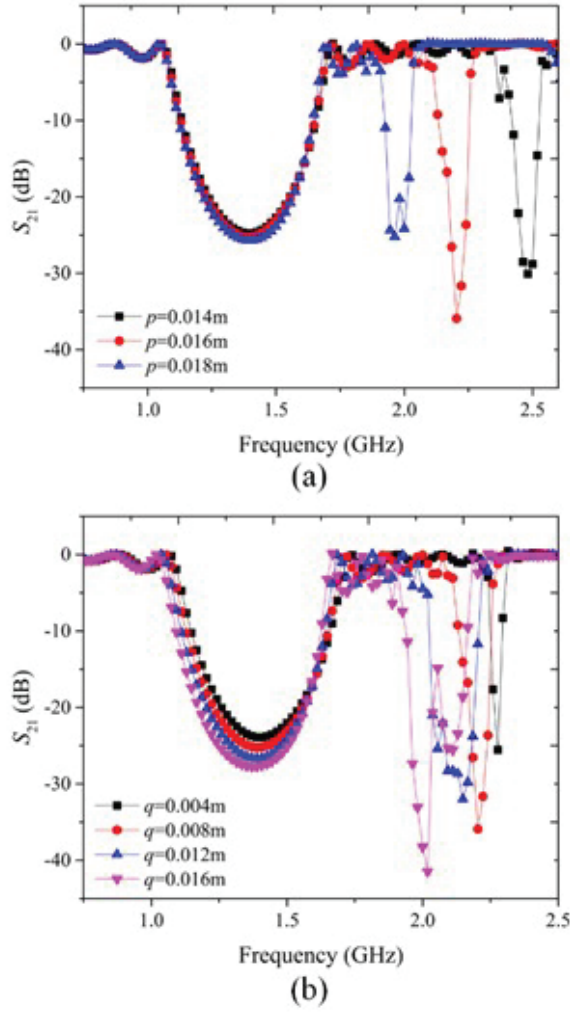 0
-10
-20
-30
-40
S21 (dB)
p=0.014m
p=0.016m
p=0.018m
1.0 1.5 2.0 2.5
Frequency (GHz)
(a)
0
-10
-20
-30
-40
S21 (dB)
q=0.004m
q=0.008m
q=0.012m
q=0.016m
1.0 1.5 2.0 2.5
Frequency (GHz)
(b)